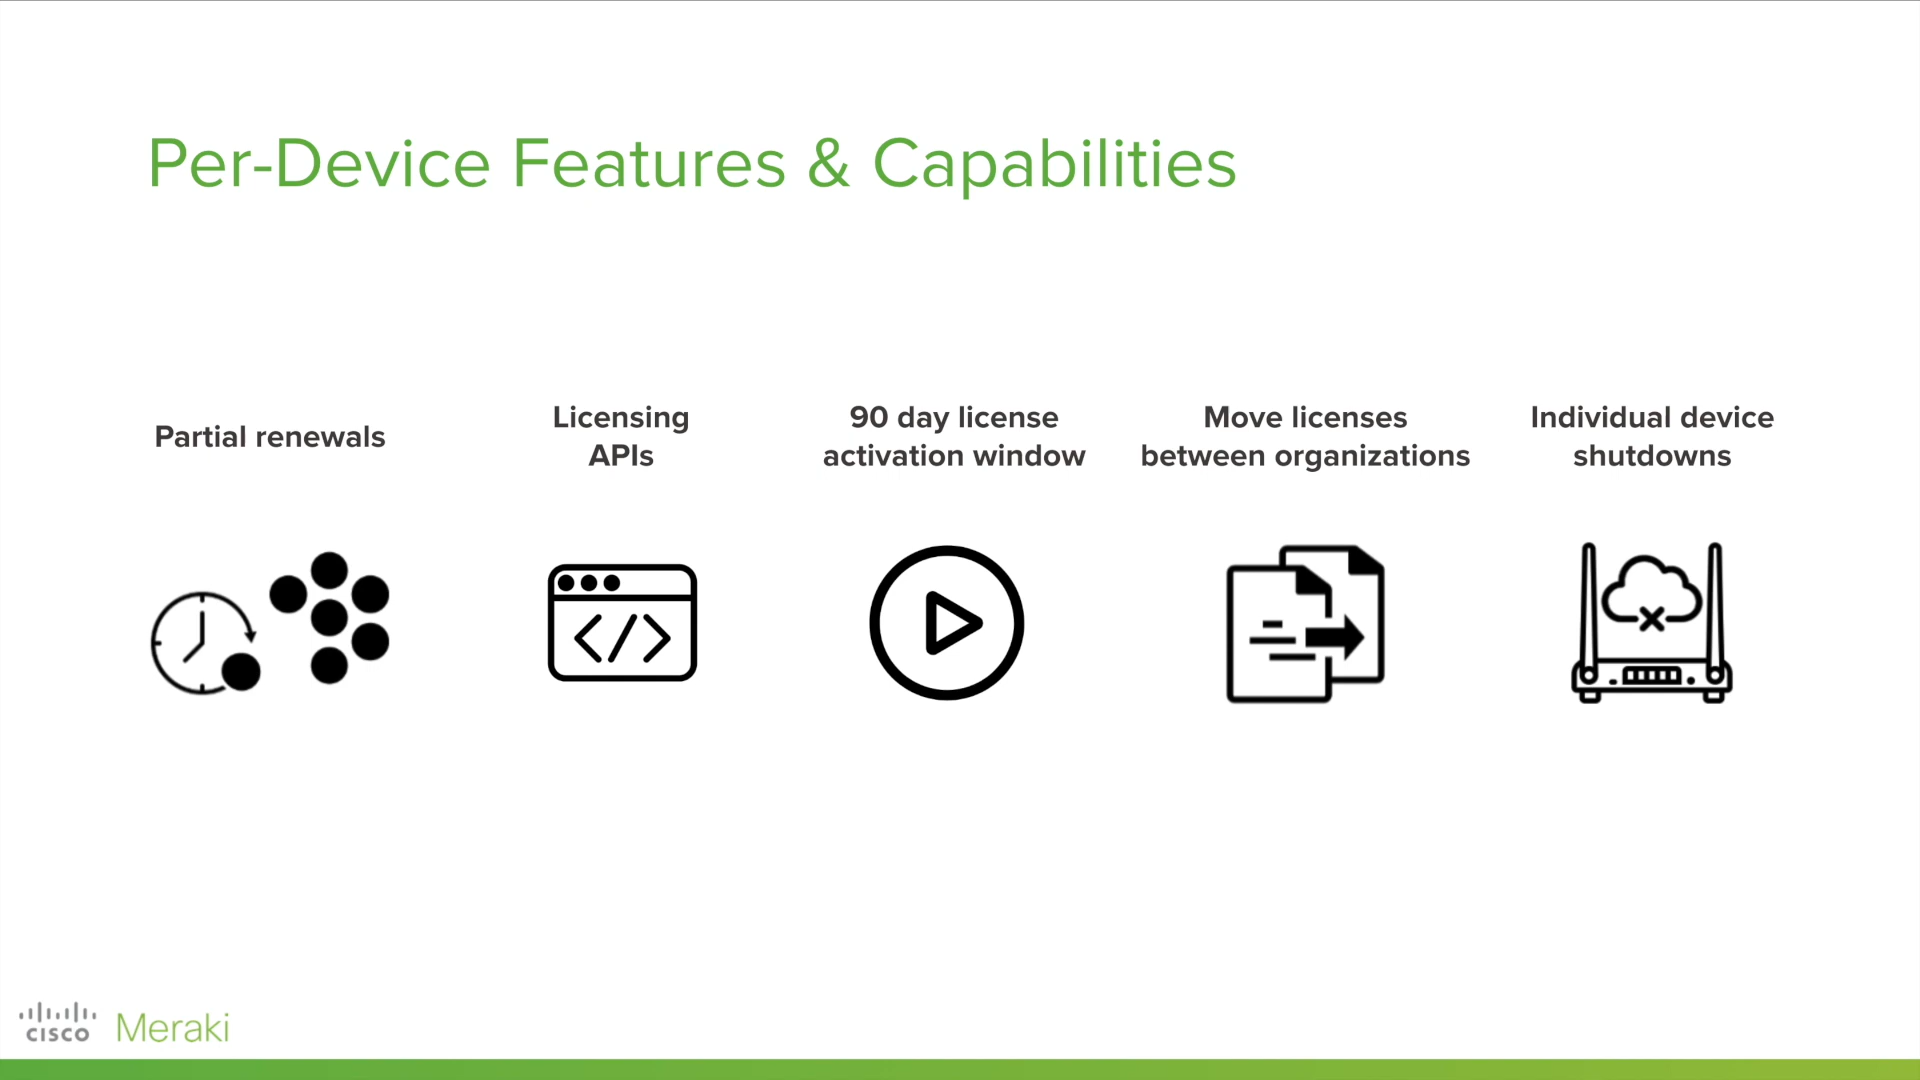 Per-Device Features & Capabilities
Partial renewals
Licensing
APIs
90 day license
activation window
Move licenses
between organizations
Individual device
shutdowns
</>
cisco Meraki